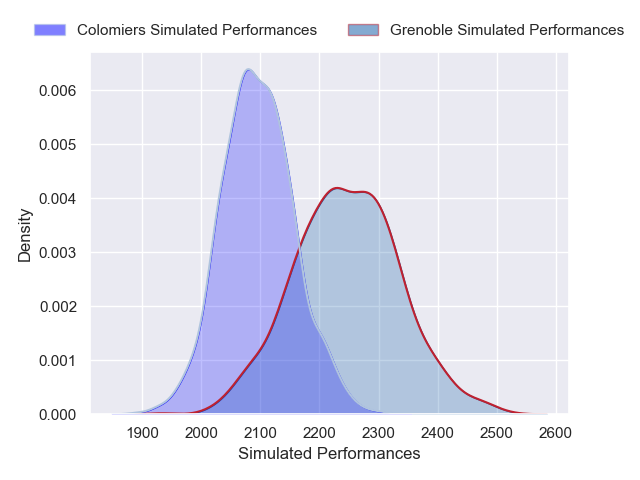 Colomiers Simulated Performances
Grenoble Simulated Performances
Density
0.006
0.005
0.004
0.003
0.002
0.001
0.000
1900 2000 2100 2200 2300 2400 2500 2600
Simulated Performances